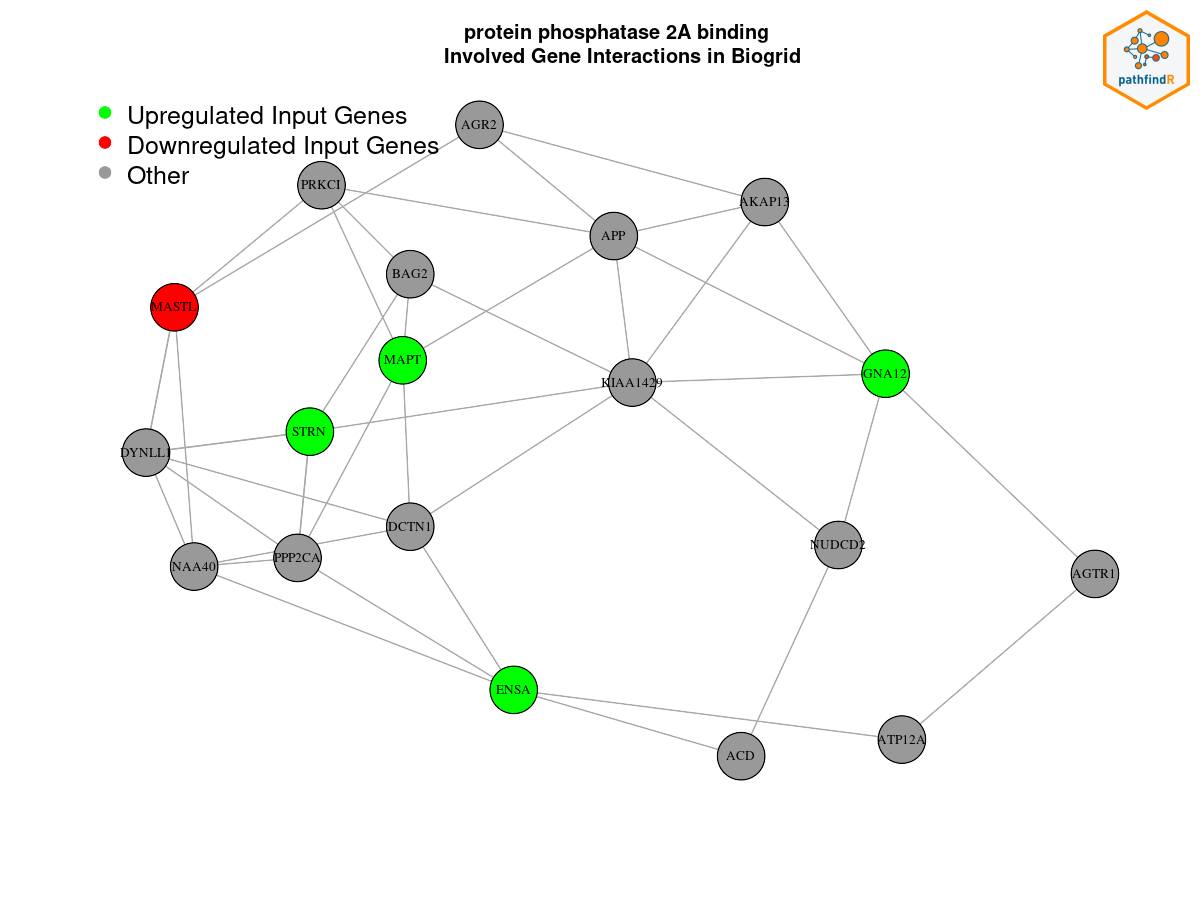 protein phosphatase 2A binding
Involved Gene Interactions in Biogrid
pathfindR
Upregulated Input Genes
Downregulated Input Genes
Other
AGR2
PRKCI
AKAP13
APP
BAG2
MASTL
MAPT
GNA12
KIAA1429
STRN
DYNLL1
DCTN1
NUDCD2
PPP2CA
NAA40
AGTR1
ENSA
ATP12A
ACD